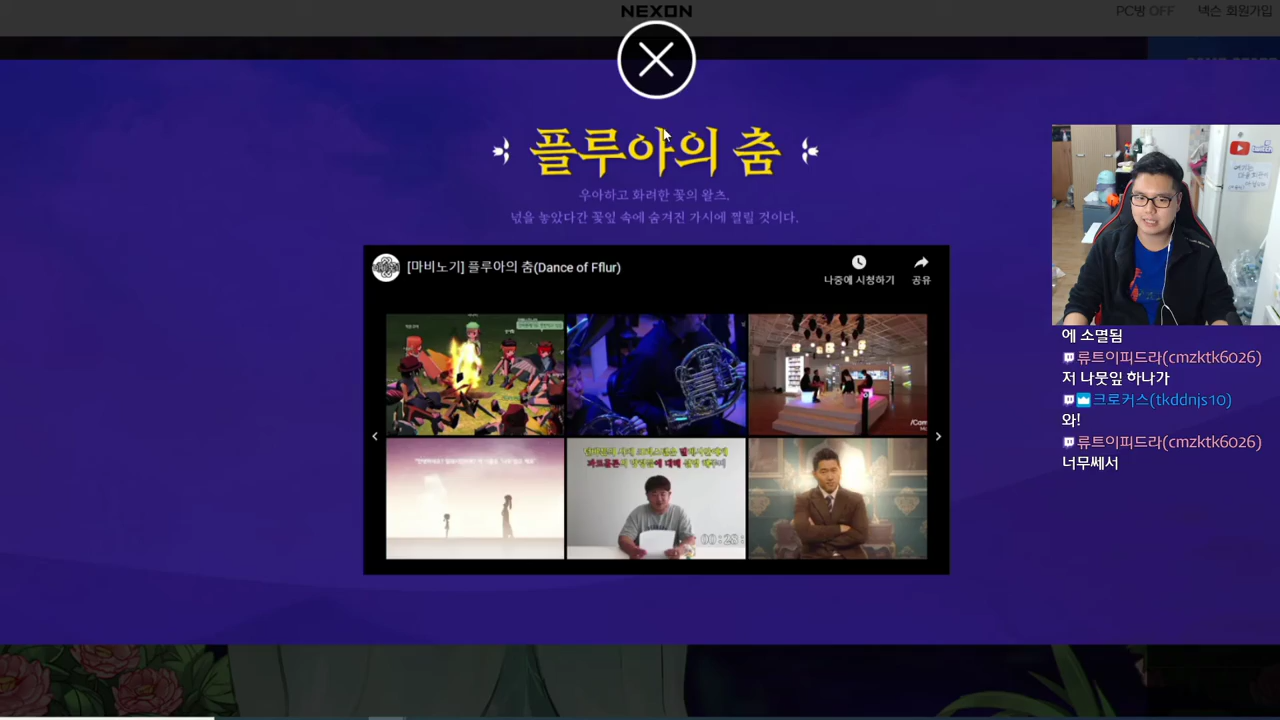 NEXON
PC방 OFF
넥슨 회원가입
플루아의 춤
우아하고 화려한 꽃의 왈츠,
넋을 놓았다간 꽃잎 속에 숨겨진 가시에 찔릴 것이다.
[마비노기] 플루아의 춤(Dance of Fflur)
나중에 시청하기
공유
00:28
에 소멸됨
류트이피드라(cmzktk6026)
저 나뭇잎 하나가
크로커스(tkddnjs10)
와!
류트이피드라(cmzktk6026)
너무쎄서